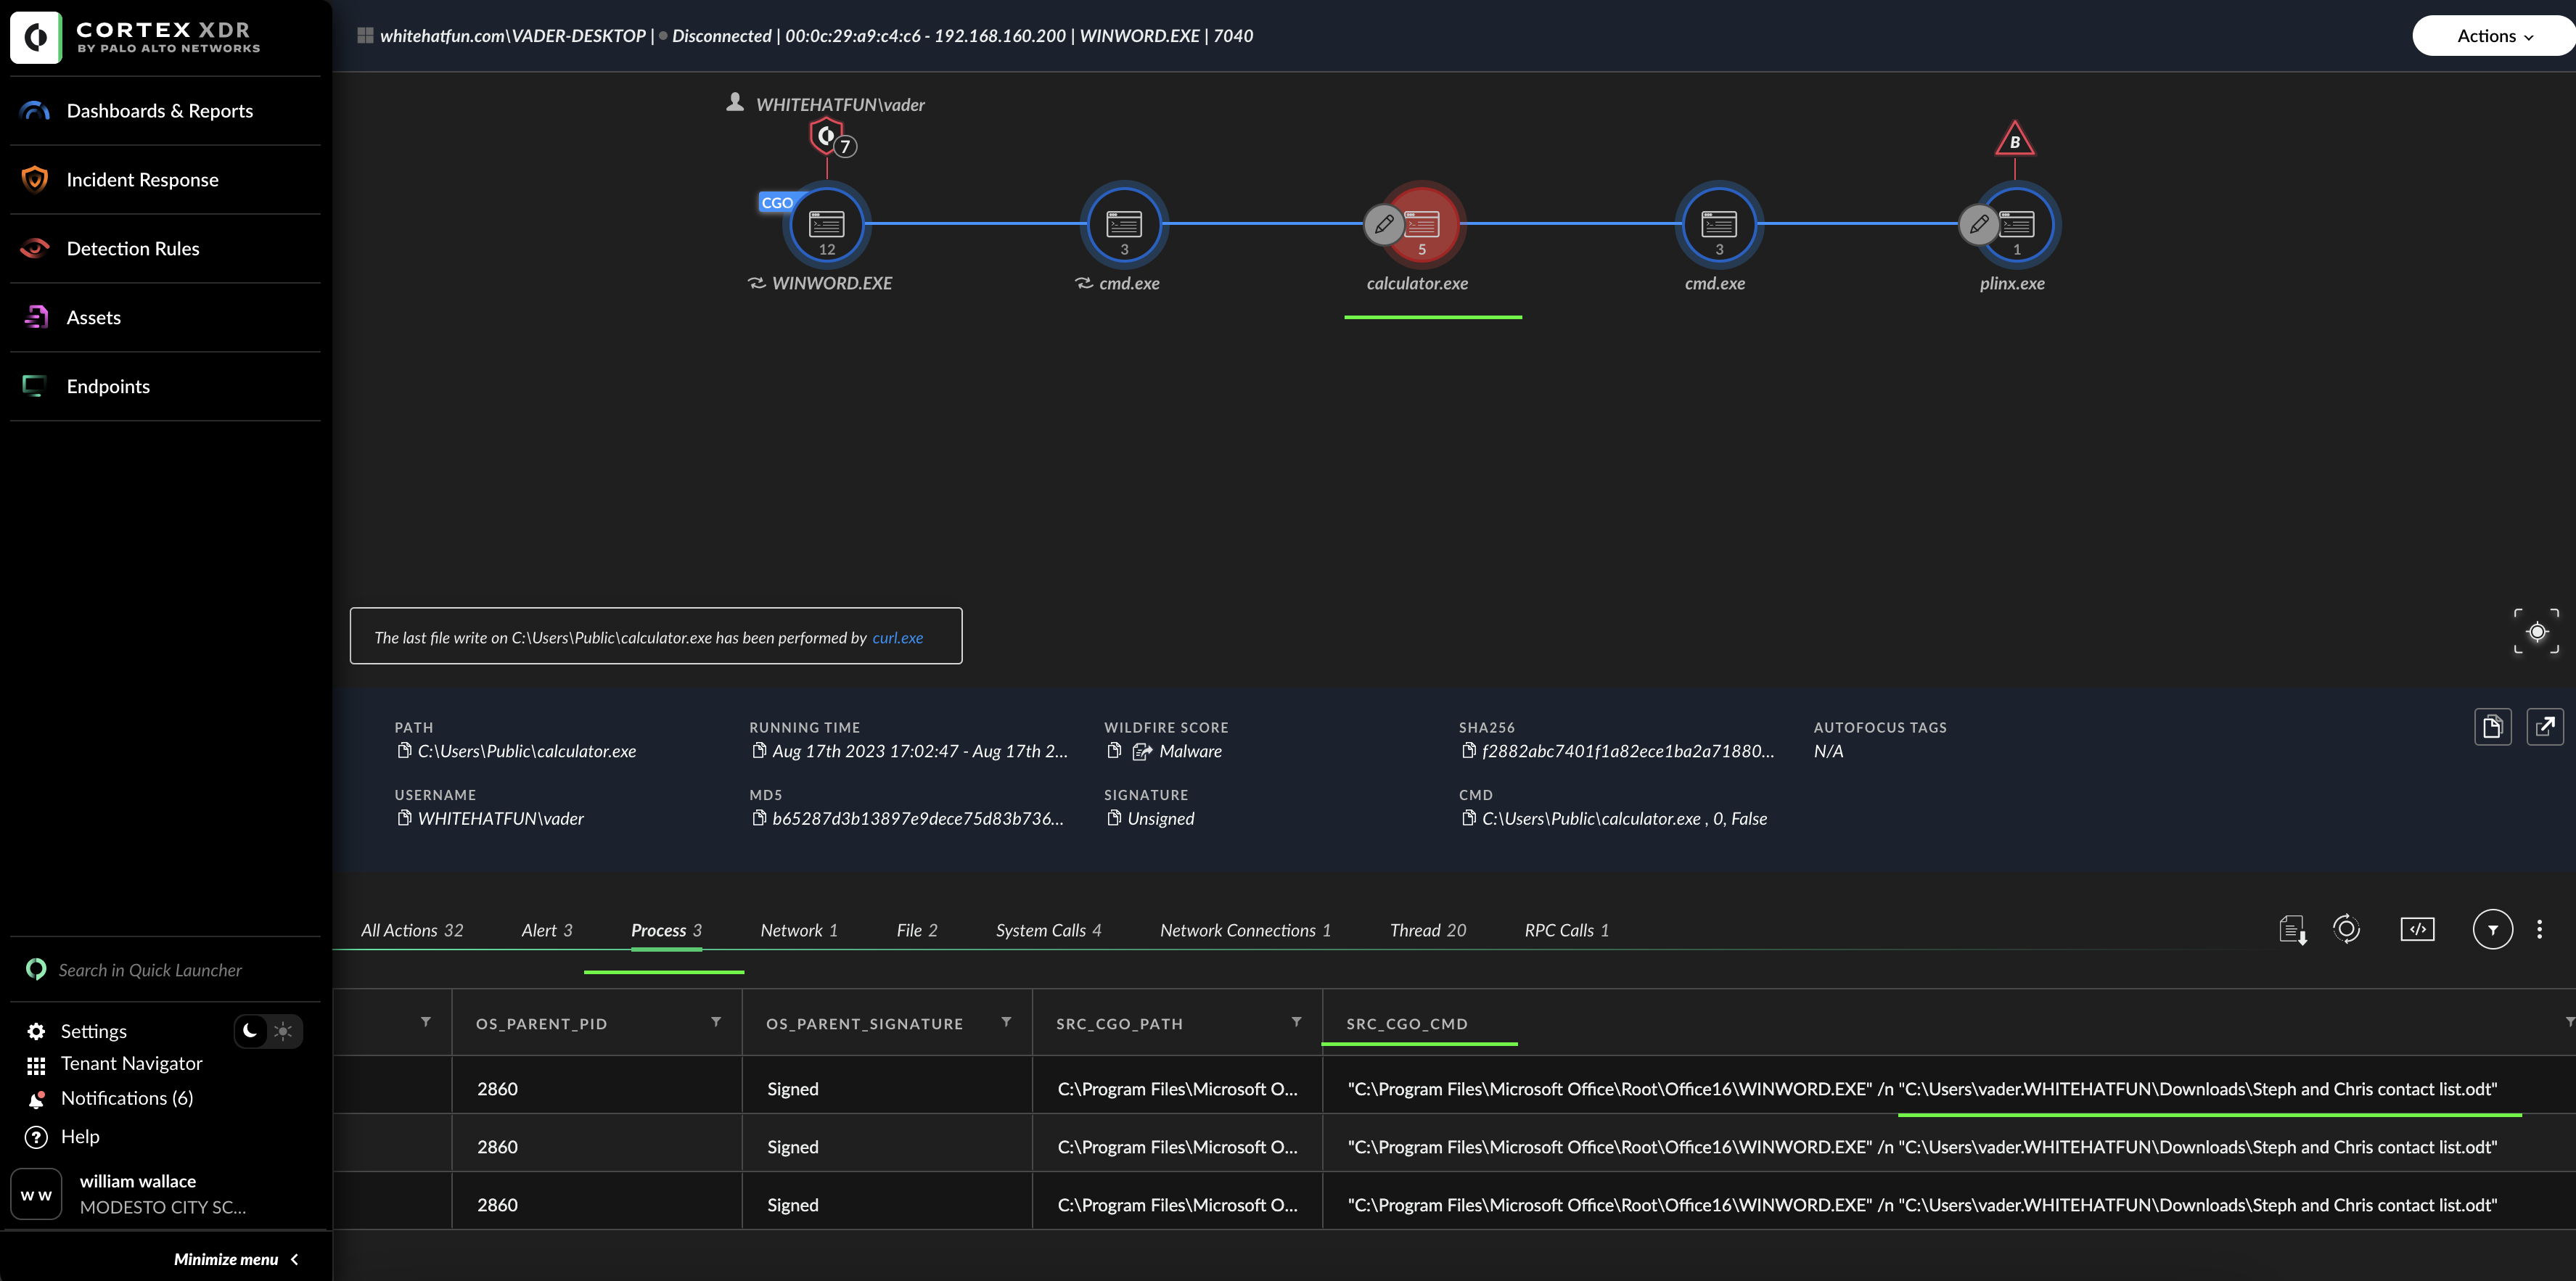 CORTEX XDR
BY PALO ALTO NETWORKS
Dashboards & Reports
Incident Response
Detection Rules
Assets
Endpoints
Search in Quick Launcher
Settings
Tenant Navigator
Notifications (6)
Help
W W
william wallace
MODESTO CITY SC...
Minimize menu
whitehatfun.com\VADER-DESKTOP | Disconnected | 00:0c:29:a9:c4:c6 - 192.168.160.200 | WINWORD.EXE | 7040
Actions
WHITEHATFUN\vader
7
B
CGO
12
3
5
3
1
WINWORD.EXE
cmd.exe
calculator.exe
cmd.exe
plinx.exe
The last file write on C:\Users\Public\calculator.exe has been performed by curl.exe
PATH
C:\Users\Public\calculator.exe
RUNNING TIME
Aug 17th 2023 17:02:47 - Aug 17th 2...
WILDFIRE SCORE
Malware
SHA256
f2882abc7401f1a82ece1ba2a71880...
AUTOFOCUS TAGS
N/A
USERNAME
WHITEHATFUN\vader
MD5
b65287d3b13897e9dece75d83b736...
SIGNATURE
Unsigned
CMD
C:\Users\Public\calculator.exe , 0, False
All Actions 32
Alert 3
Process 3
Network 1
File 2
System Calls 4
Network Connections 1
Thread 20
RPC Calls 1
OS_PARENT_PID
OS_PARENT_SIGNATURE
SRC_CGO_PATH
SRC_CGO_CMD
2860 Signed C:\Program Files\Microsoft O... "C:\Program Files\Microsoft Office\Root\Office16\WINWORD.EXE" /n "C:\Users\vader.WHITEHATFUN\Downloads\Steph and Chris contact list.odt"
2860 Signed C:\Program Files\Microsoft O... "C:\Program Files\Microsoft Office\Root\Office16\WINWORD.EXE" /n "C:\Users\vader.WHITEHATFUN\Downloads\Steph and Chris contact list.odt"
2860 Signed C:\Program Files\Microsoft O... "C:\Program Files\Microsoft Office\Root\Office16\WINWORD.EXE" /n "C:\Users\vader.WHITEHATFUN\Downloads\Steph and Chris contact list.odt"